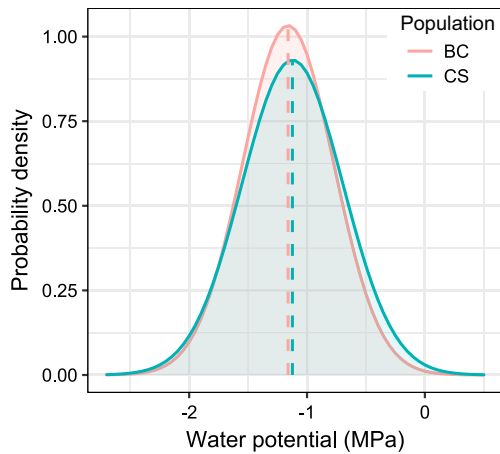 Population
BC
CS
Probability density
1.00
0.75
0.50
0.25
0.00
-2
-1
0
Water potential (MPa)